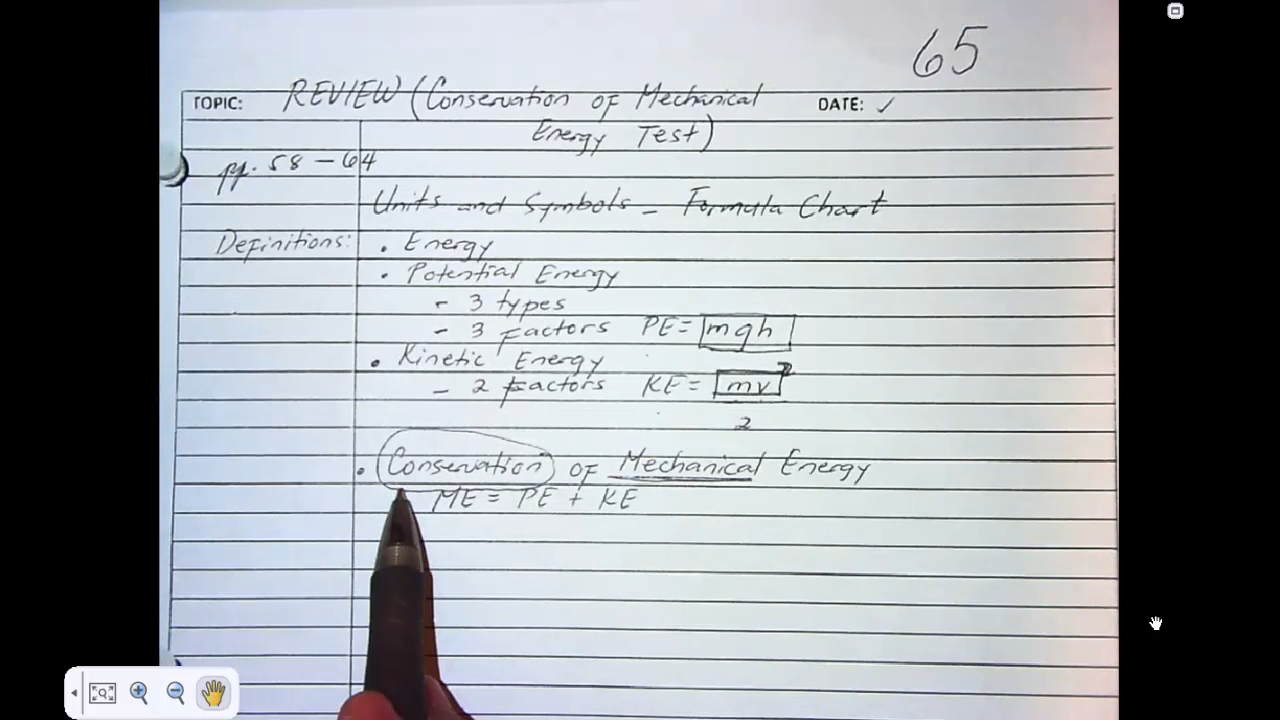 65
TOPIC: REVIEW (Conservation of Mechanical DATE: ✓
Energy Test)
pp. 58 - 64
Units and Symbols - Formula Chart
Definitions: • Energy
• Potential Energy
- 3 types
- 3 Factors PE = mgh
• Kinetic Energy
- 2 Factors KE = mv²
2
• Conservation of Mechanical Energy
ME = PE + KE